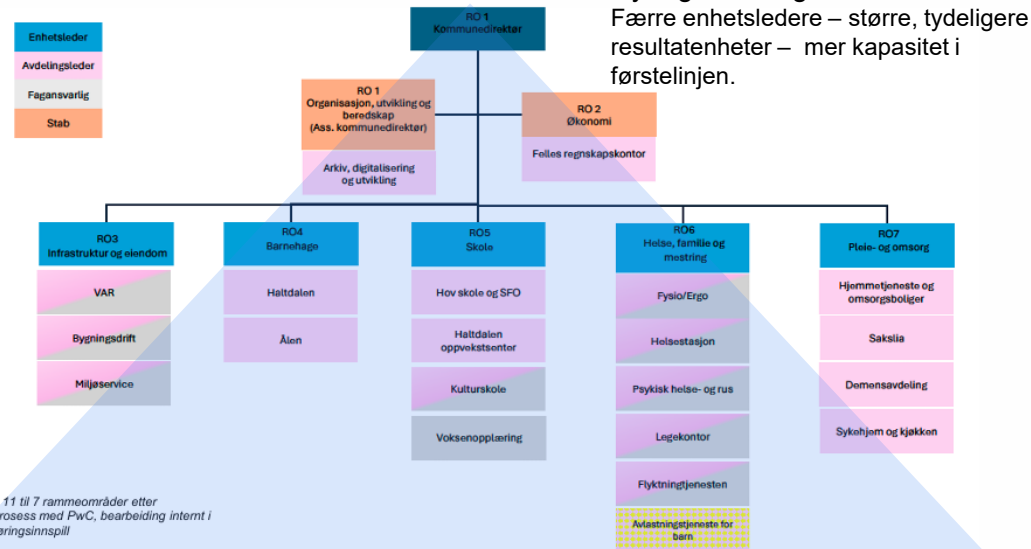 Færre enhetsledere – større, tydeligere
resultatenheter – mer kapasitet i
førstelinjen.
Enhetsleder
Avdelingsleder
Fagansvarlig
Stab
RO 1
Kommunedirektør
RO 1
Organisasjon, utvikling og
beredskap
(Ass. kommunedirektør)
Arkiv, digitalisering
og utvikling
RO 2
Økonomi
Felles regnskapskontor
RO3
Infrastruktur og eiendom
VAR
Bygningsdrift
Miljøservice
RO4
Barnehage
Haltdalen
Ålen
RO5
Skole
Hov skole og SFO
Haltdalen
oppvekstsenter
Kulturskole
Voksenopplæring
RO6
Helse, familie og
mestring
Fysio/Ergo
Helsestasjon
Psykisk helse- og rus
Legekontor
Flyktningtjenesten
Avlastningstjeneste for
barn
RO7
Pleie- og omsorg
Hjemmetjeneste og
omsorgsboliger
Sakslia
Demensavdeling
Sykehjem og kjøkken
11 til 7 rammeområder etter
rosess med PwC, bearbeiding internt i
øringsinnspill